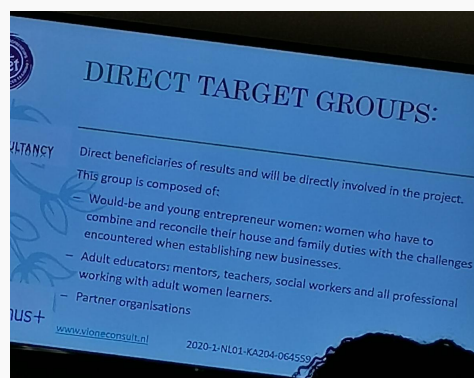 DIRECT TARGET GROUPS:
ULTANCY
Direct beneficiaries of results and will be directly involved in the project.
This group is composed of:
– Would-be and young entrepreneur women: women who have to
combine and reconcile their house and family duties with the challenges
encountered when establishing new businesses.
– Adult educators: mentors, teachers, social workers and all professional
working with adult women learners.
– Partner organisations
us+
www.vioneconsult.nl
2020-1-NL01-KA204-064559